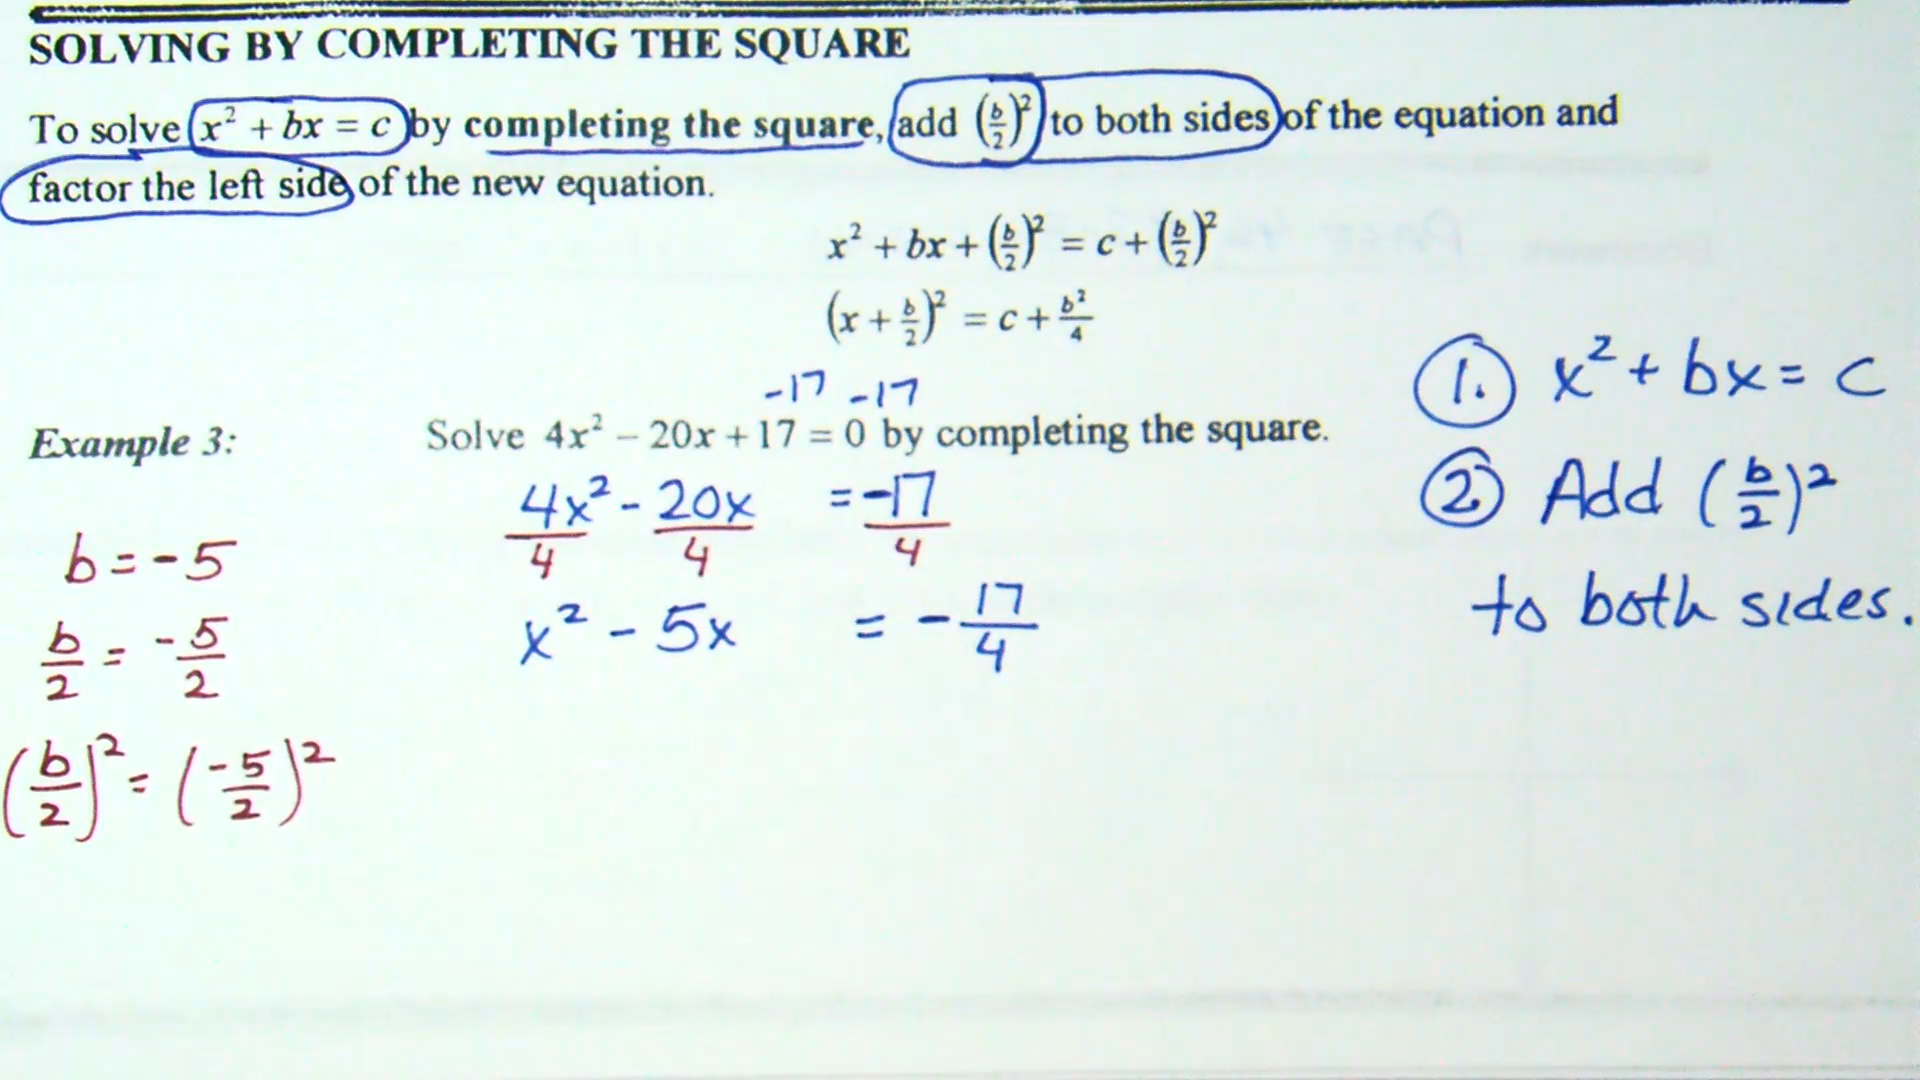 SOLVING BY COMPLETING THE SQUARE
To solve x² + bx = c by completing the square, add (b/2)² to both sides of the equation and
factor the left side of the new equation.
x² + bx + (b/2)² = c + (b/2)²
(x + b/2)² = c + b²/4
-17 -17
Example 3: Solve 4x² − 20x + 17 = 0 by completing the square.
4x²/4 - 20x/4 = -17/4
x² - 5x = - 17/4
b = -5
b/2 = -5/2
(b/2)² = (-5/2)²
1. x² + bx = c
2 Add (b/2)²
to both sides.